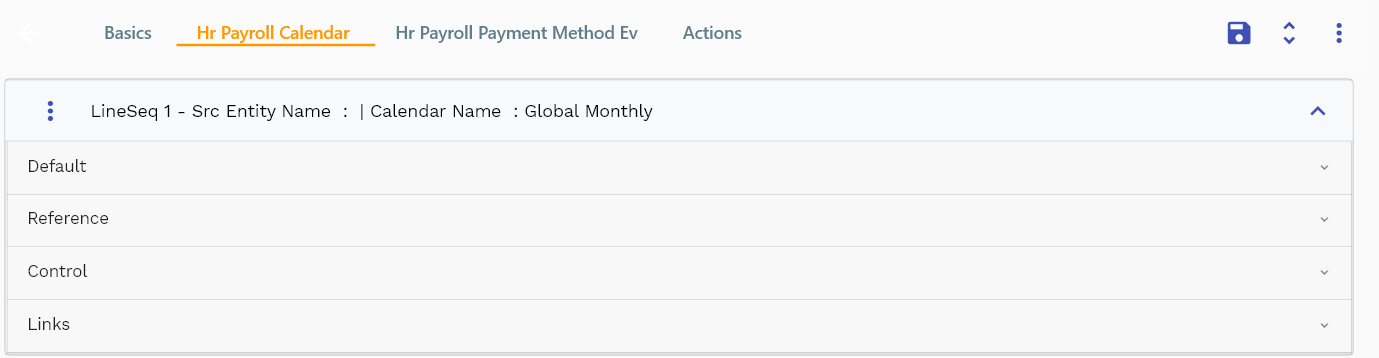 Basics Hr Payroll Calendar Hr Payroll Payment Method Ev Actions
LineSeq 1 - Src Entity Name : | Calendar Name : Global Monthly
Default
Reference
Control
Links